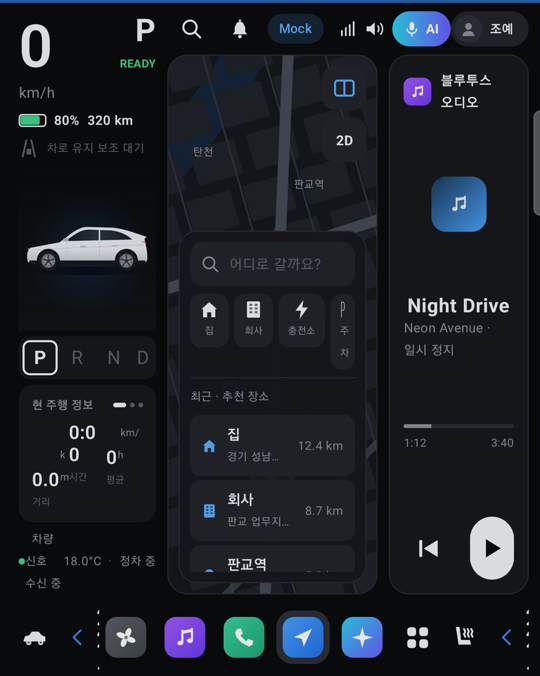 0
P
READY
km/h
80% 320 km
차로 유지 보조 대기
P R N D
현 주행 정보
0:0 km/
k 0 0 h
0.0 m 시간 평균
거리
차량
신호 18.0°C · 정차 중
수신 중
Mock
AI
조예
2D
탄천
판교역
어디로 갈까요?
집
회사
충전소
P
주
차
최근 · 추천 장소
집
경기 성남...
12.4 km
회사
판교 업무지...
8.7 km
판교역
블루투스
오디오
Night Drive
Neon Avenue ·
일시 정지
1:12 3:40